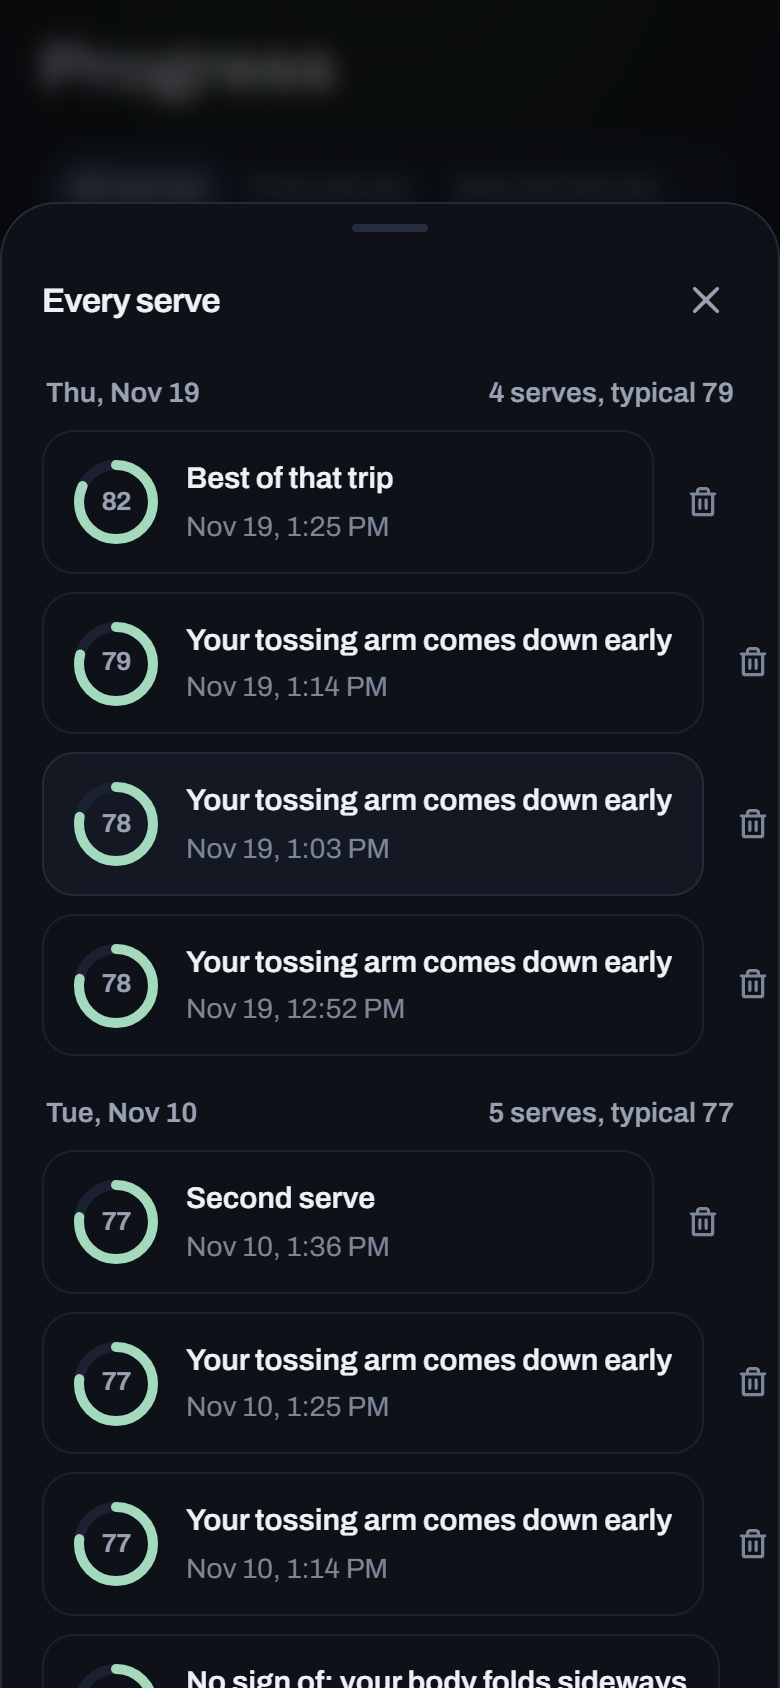 Progress
Every serve
Thu, Nov 19
4 serves, typical 79
82
Best of that trip
Nov 19, 1:25 PM
79
Your tossing arm comes down early
Nov 19, 1:14 PM
78
Your tossing arm comes down early
Nov 19, 1:03 PM
78
Your tossing arm comes down early
Nov 19, 12:52 PM
Tue, Nov 10
5 serves, typical 77
77
Second serve
Nov 10, 1:36 PM
77
Your tossing arm comes down early
Nov 10, 1:25 PM
77
Your tossing arm comes down early
Nov 10, 1:14 PM
No sign of: your body folds sideways